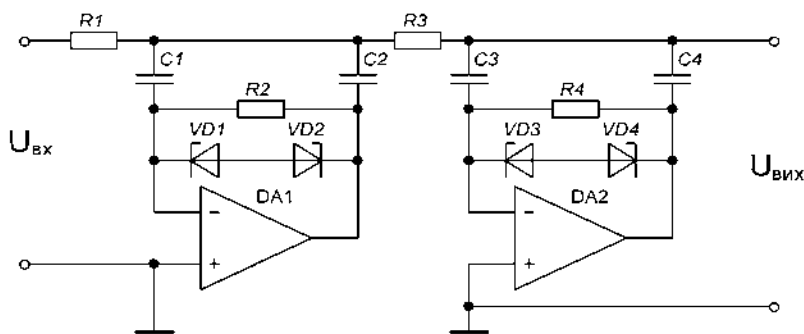 R1
R3
C1
C2
C3
C4
R2
R4
VD1
VD2
VD3
VD4
Uвх
Uвих
DA1
DA2
−
−
+
+